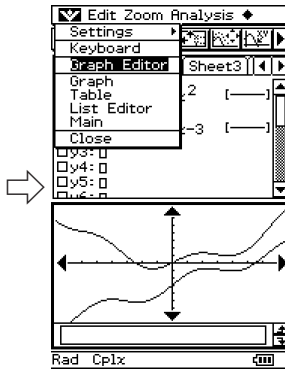 Edit Zoom Analysis ♦
Settings
Keyboard
Graph Editor
Sheet3
Graph
Table
2
List Editor
Main
-3
Close
y3:
y4:
y5:
Rad Cplx